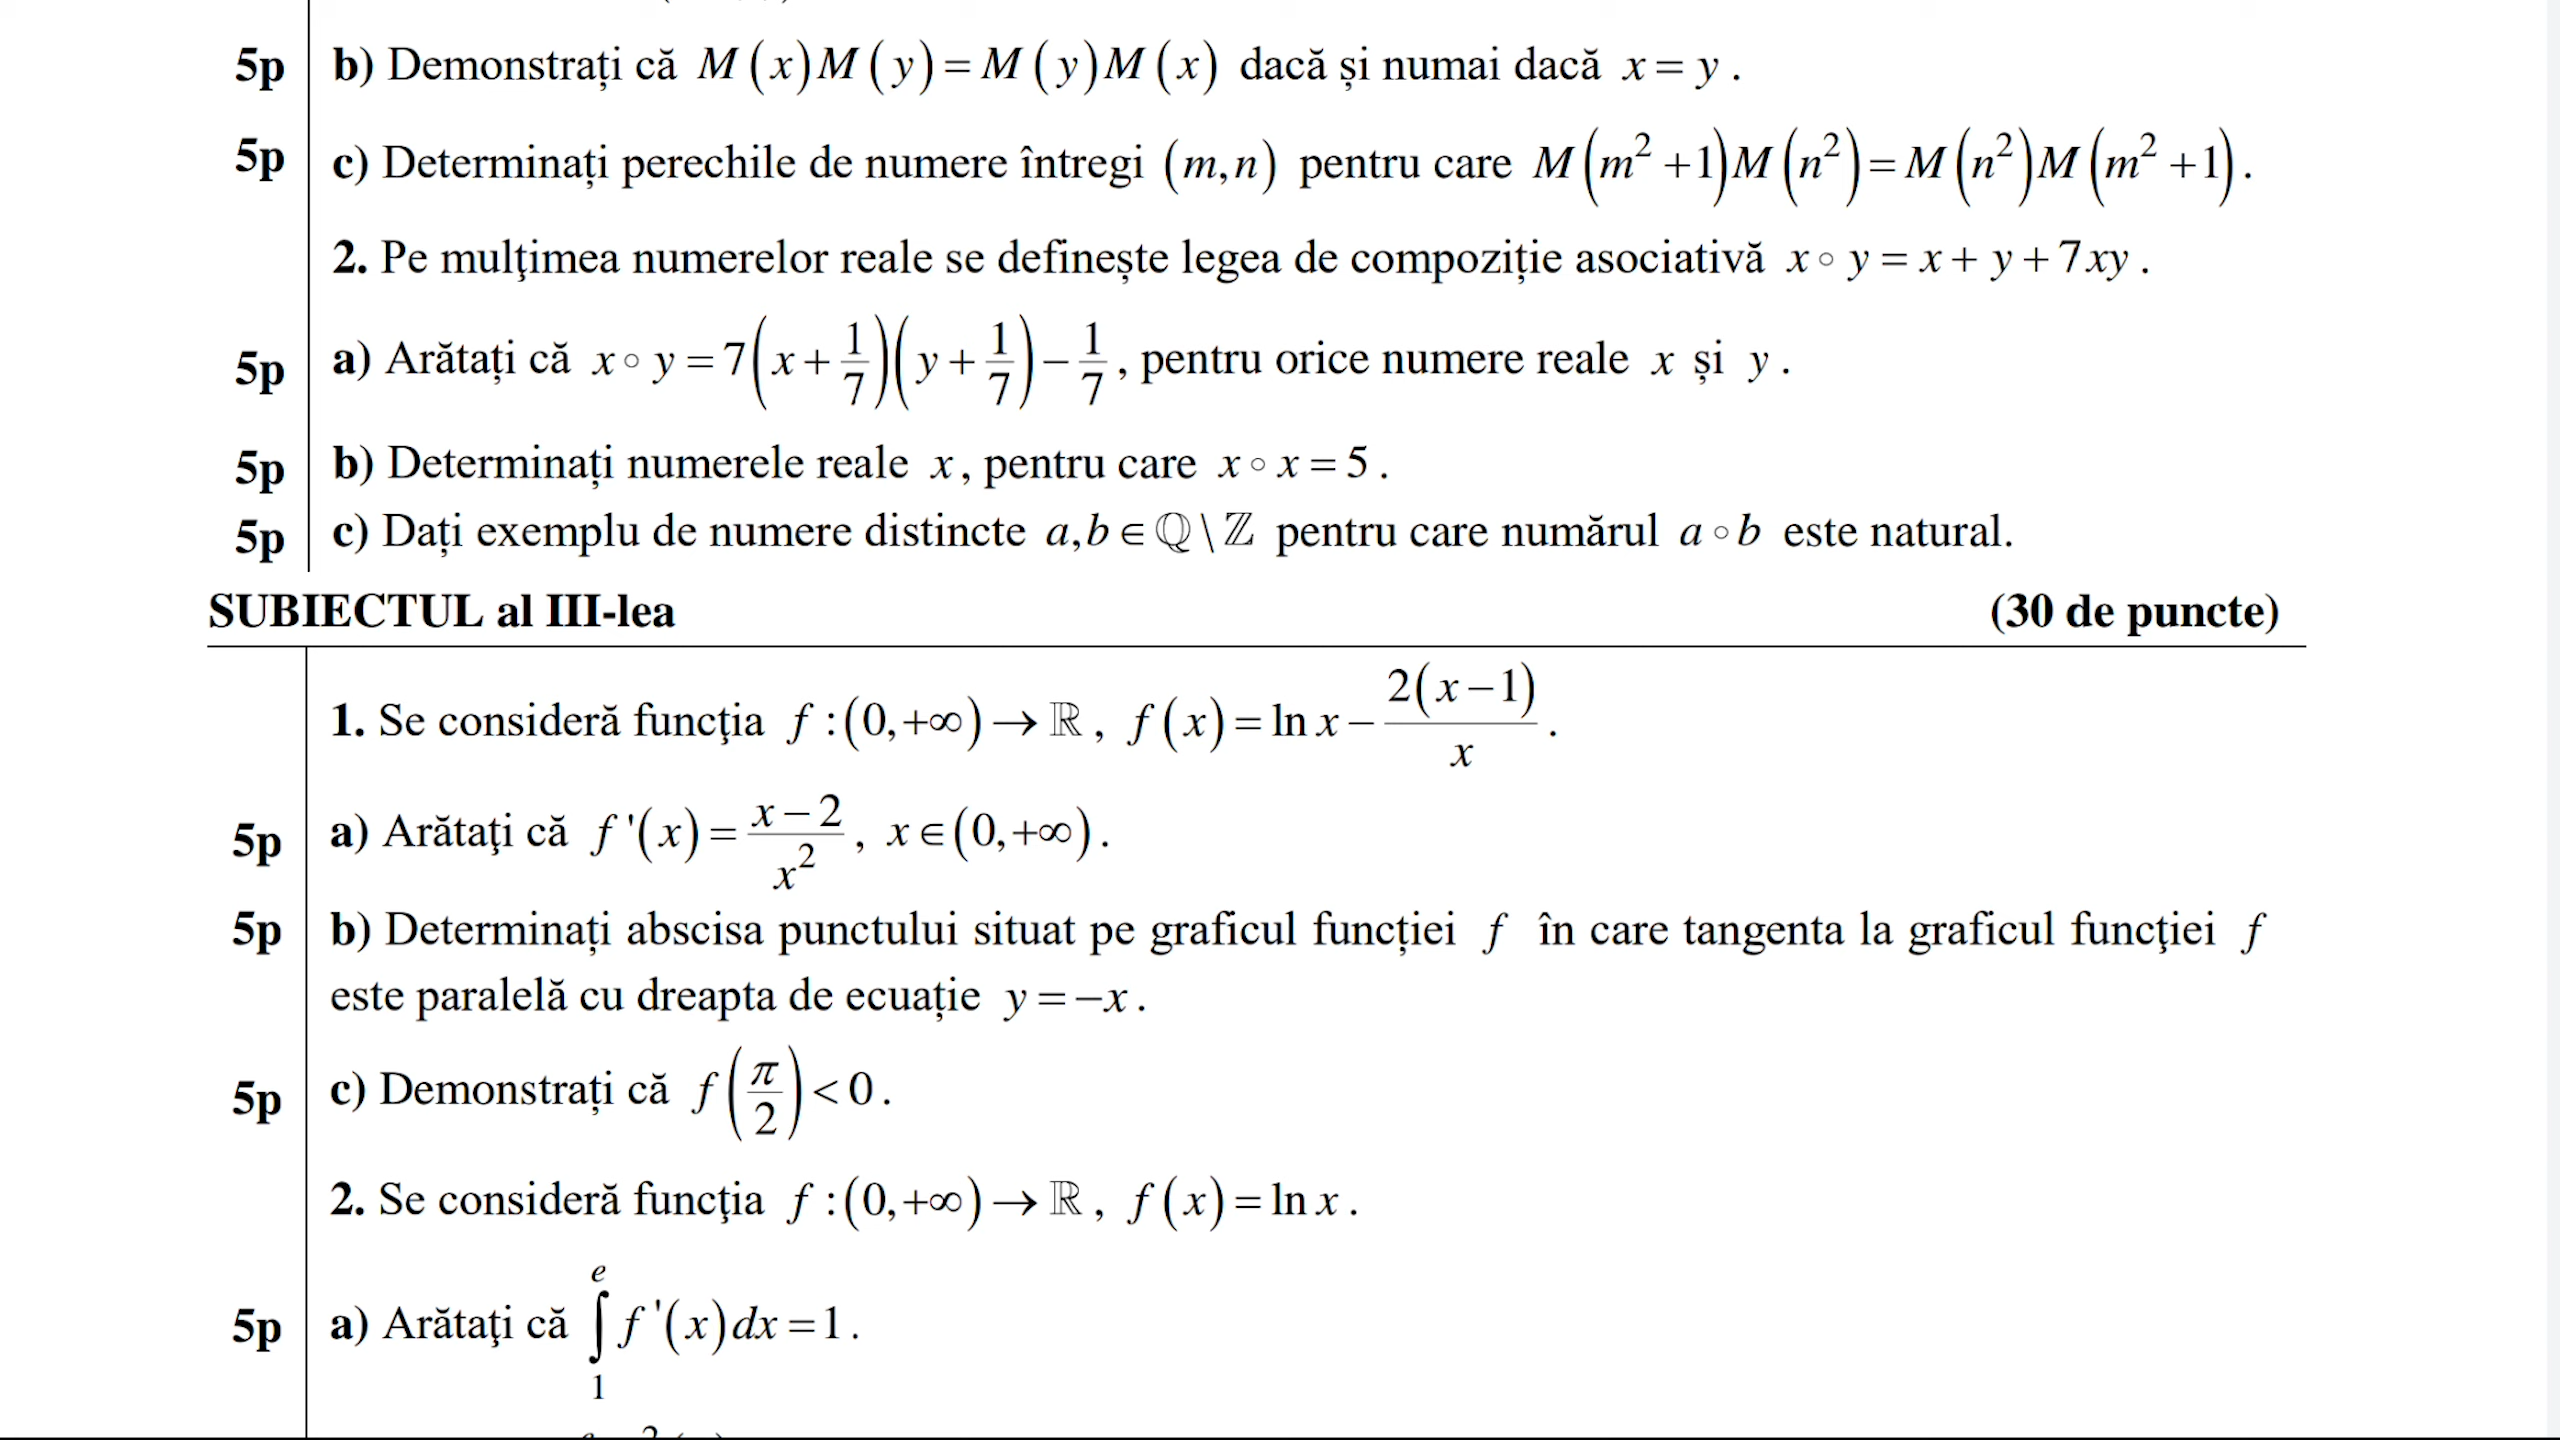 5p b) Demonstrați că M(x)M(y)=M(y)M(x) dacă și numai dacă x=y.
5p c) Determinați perechile de numere întregi (m,n) pentru care M(m²+1)M(n²)=M(n²)M(m²+1).
2. Pe mulţimea numerelor reale se definește legea de compoziție asociativă x∘y=x+y+7xy.
5p a) Arătați că x∘y=7(x+1/7)(y+1/7)−1/7, pentru orice numere reale x și y.
5p b) Determinați numerele reale x, pentru care x∘x=5.
5p c) Dați exemplu de numere distincte a,b∈ℚ\ℤ pentru care numărul a∘b este natural.
SUBIECTUL al III-lea (30 de puncte)
1. Se consideră funcţia f:(0,+∞)→ℝ, f(x)=ln x−2(x−1)/x.
5p a) Arătaţi că f'(x)=(x−2)/x², x∈(0,+∞).
5p b) Determinați abscisa punctului situat pe graficul funcției f în care tangenta la graficul funcţiei f
este paralelă cu dreapta de ecuație y=−x.
5p c) Demonstrați că f(π/2)<0.
2. Se consideră funcţia f:(0,+∞)→ℝ, f(x)=ln x.
5p a) Arătaţi că ∫₁ᵉ f'(x)dx=1.